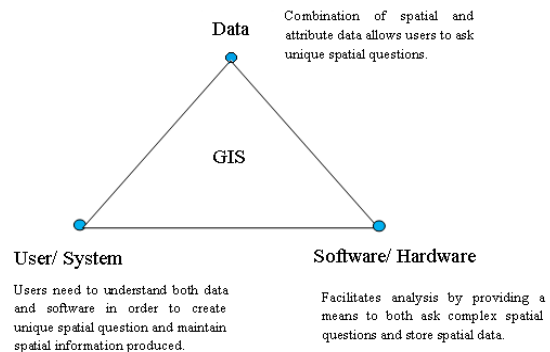 Data
Combination of spatial and
attribute data allows users to ask
unique spatial questions.
GIS
User/ System
Users need to understand both data
and software in order to create
unique spatial question and maintain
spatial information produced.
Software/ Hardware
Facilitates analysis by providing a
means to both ask complex spatial
questions and store spatial data.